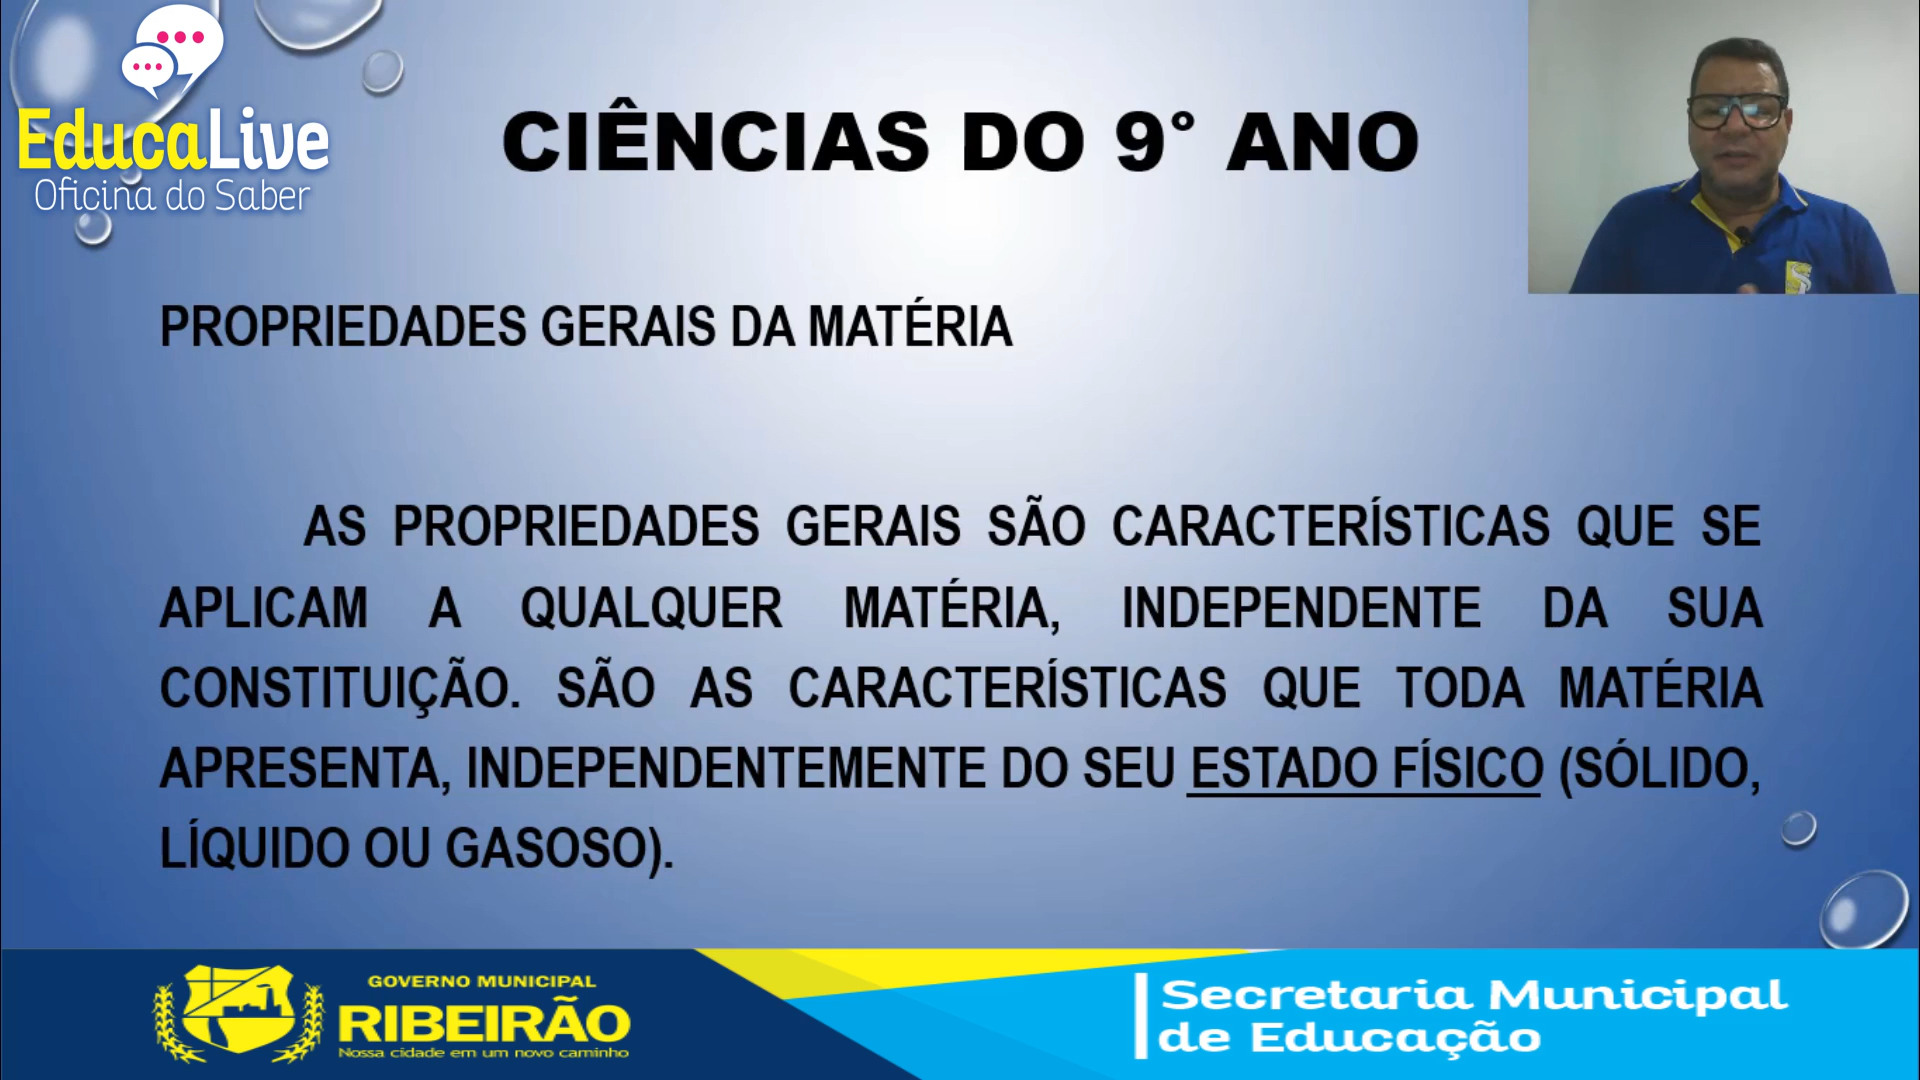 EducaLive
Oficina do Saber
CIÊNCIAS DO 9° ANO
PROPRIEDADES GERAIS DA MATÉRIA
AS PROPRIEDADES GERAIS SÃO CARACTERÍSTICAS QUE SE
APLICAM A QUALQUER MATÉRIA, INDEPENDENTE DA SUA
CONSTITUIÇÃO. SÃO AS CARACTERÍSTICAS QUE TODA MATÉRIA
APRESENTA, INDEPENDENTEMENTE DO SEU ESTADO FÍSICO (SÓLIDO,
LÍQUIDO OU GASOSO).
GOVERNO MUNICIPAL
RIBEIRÃO
Nossa cidade em um novo caminho
Secretaria Municipal
de Educação